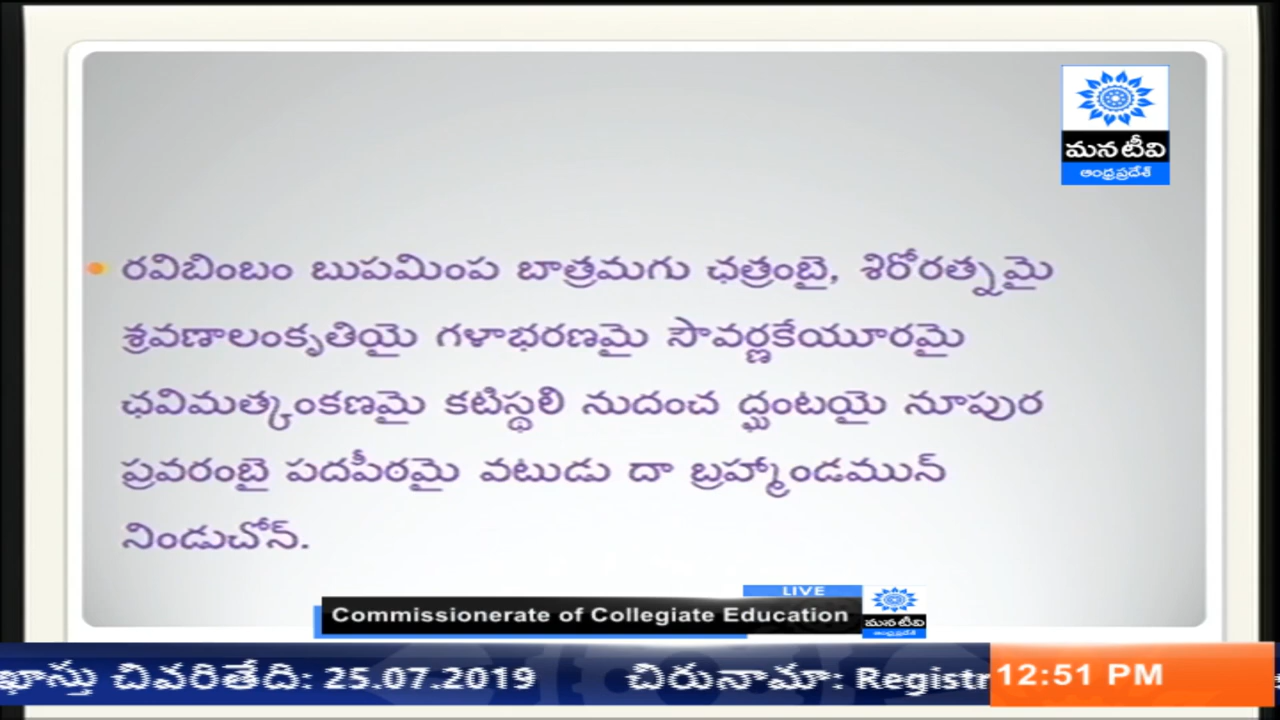 మన టీవి
ఆంధ్రప్రదేశ్
• రవిబింబం బుపమింప బాత్రమగు ఛత్రంబై, శిరోరత్నమై
శ్రవణాలంకృతియై గళాభరణమై సౌవర్ణకేయూరమై
ఛవిమత్కంకణమై కటిస్థలి నుదంచ ద్ఘంటయై నూపుర
ప్రవరంబై పదపీఠమై వటుడు దా బ్రహ్మాండమున్
నిండుచోన్.
LIVE
Commissionerate of Collegiate Education
మన టీవి
ఆంధ్రప్రదేశ్
చివరితేది: 25.07.2019 చిరునామా: 12:51 PM